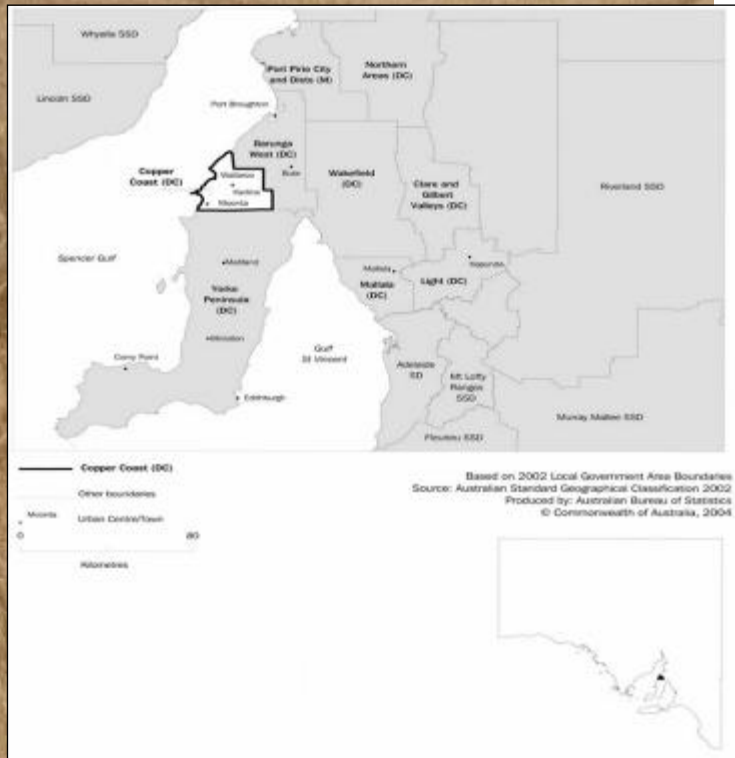 Whyalla SSD
Lincoln SSD
Port Pirie City
and Dists (M)
Northern
Areas (DC)
Port Broughton
Barunga
West (DC)
Bute
Copper
Coast (DC)
Wallaroo
Kadina
Moonta
Wakefield
(DC)
Clare and
Gilbert
Valleys (DC)
Riverland SSD
Spencer Gulf
Maitland
Yorke
Peninsula
(DC)
Minlaton
Corny Point
Edithburgh
Gulf
St Vincent
Mallala
Mallala
(DC)
Light (DC)
Kapunda
Adelaide
SD
Mt Lofty
Ranges
SSD
Murray Mallee SSD
Fleurieu SSD
Copper Coast (DC)
Other boundaries
Moonta
Urban Centre/Town
0 80
Kilometres
Based on 2002 Local Government Area Boundaries
Source: Australian Standard Geographical Classification 2002
Produced by: Australian Bureau of Statistics
© Commonwealth of Australia, 2004